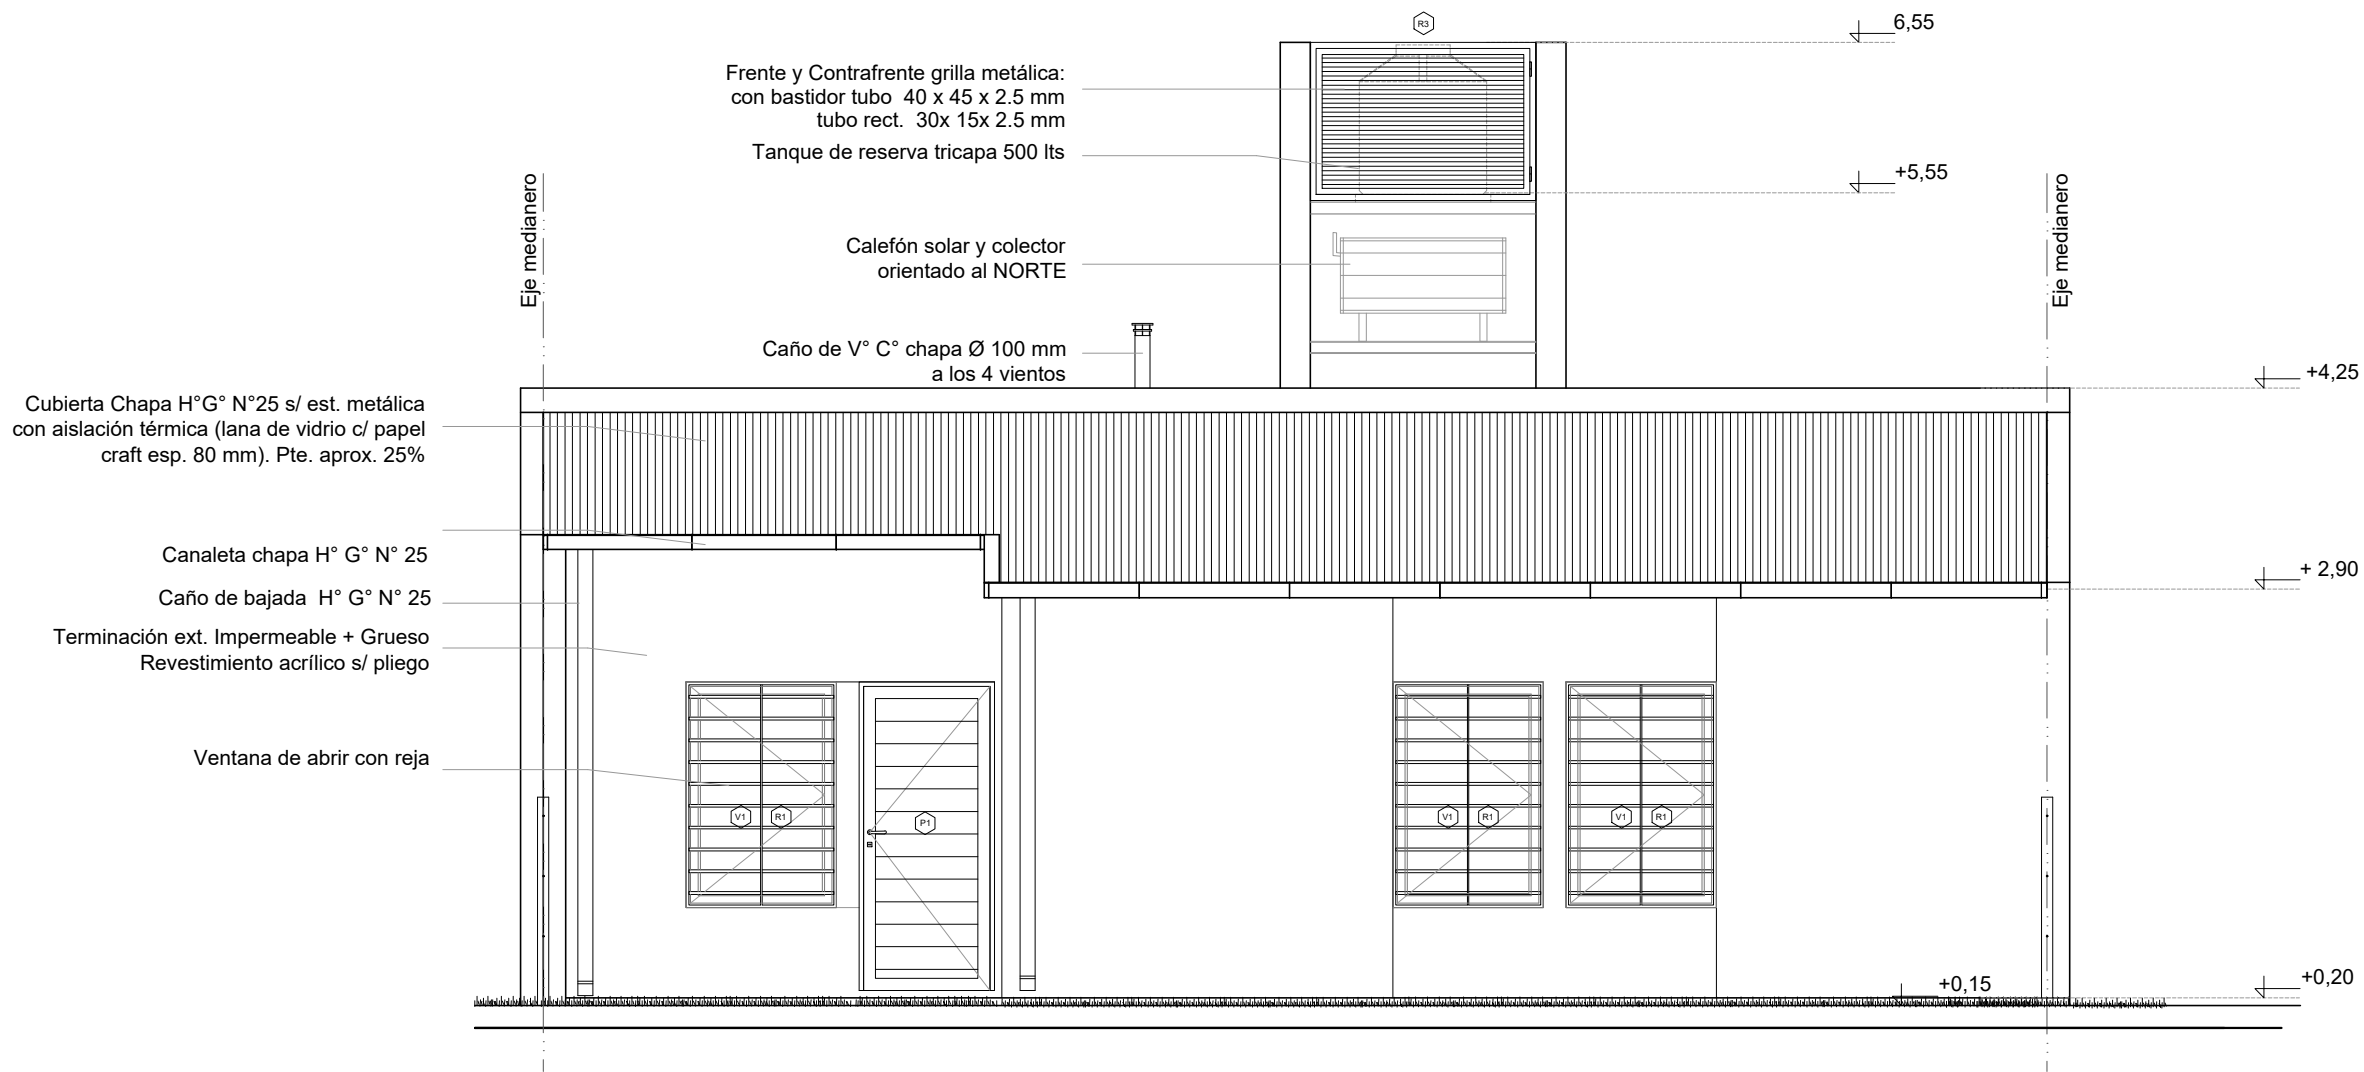 R3
6,55
Frente y Contrafrente grilla metálica:
con bastidor tubo 40 x 45 x 2.5 mm
tubo rect. 30x 15x 2.5 mm
Tanque de reserva tricapa 500 lts
+5,55
Eje medianero
Eje medianero
Calefón solar y colector
orientado al NORTE
Caño de V° C° chapa Ø 100 mm
a los 4 vientos
+4,25
Cubierta Chapa H°G° N°25 s/ est. metálica
con aislación térmica (lana de vidrio c/ papel
craft esp. 80 mm). Pte. aprox. 25%
Canaleta chapa H° G° N° 25
+ 2,90
Caño de bajada H° G° N° 25
Terminación ext. Impermeable + Grueso
Revestimiento acrílico s/ pliego
Ventana de abrir con reja
V1 R1 P1 V1 R1 V1 R1
+0,15
+0,20